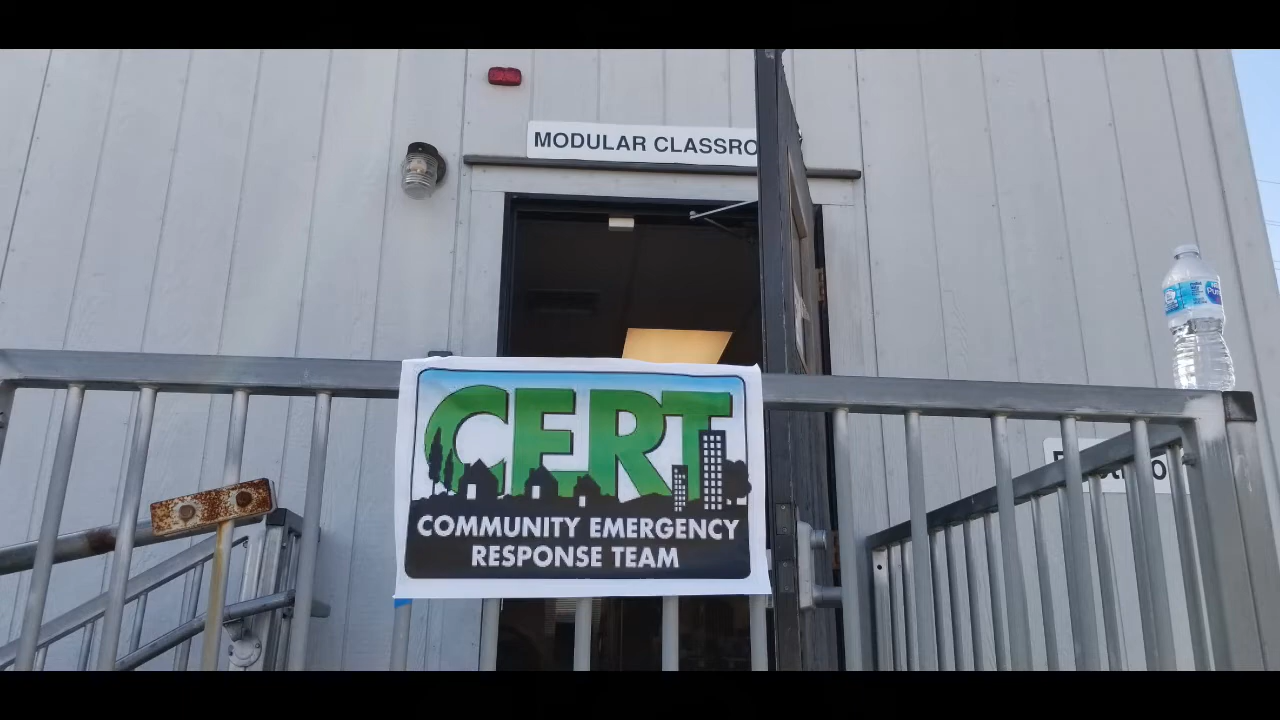 MODULAR CLASSRO
CERT
COMMUNITY EMERGENCY
RESPONSE TEAM